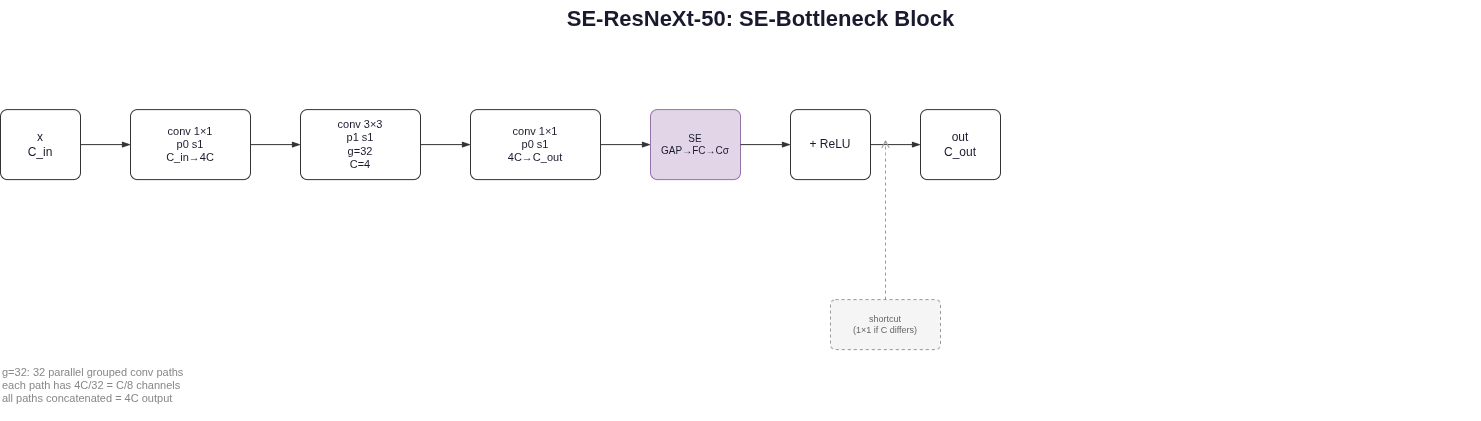 SE-ResNeXt-50: SE-Bottleneck Block
x
C_in
conv 1×1
p0 s1
C_in→4C
conv 3×3
p1 s1
g=32
C=4
conv 1×1
p0 s1
4C→C_out
SE
GAP→FC→Cσ
+ ReLU
out
C_out
shortcut
(1×1 if C differs)
g=32: 32 parallel grouped conv paths
each path has 4C/32 = C/8 channels
all paths concatenated = 4C output